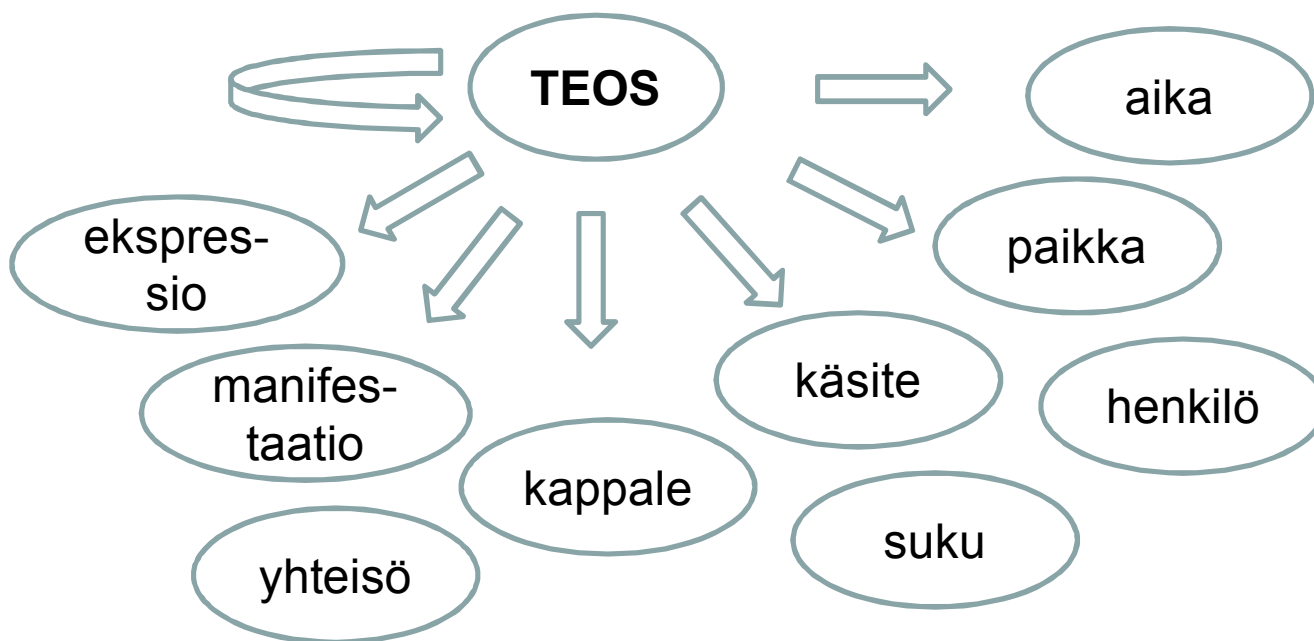 TEOS
aika
ekspres-
sio
paikka
manifes-
taatio
käsite
henkilö
kappale
yhteisö
suku